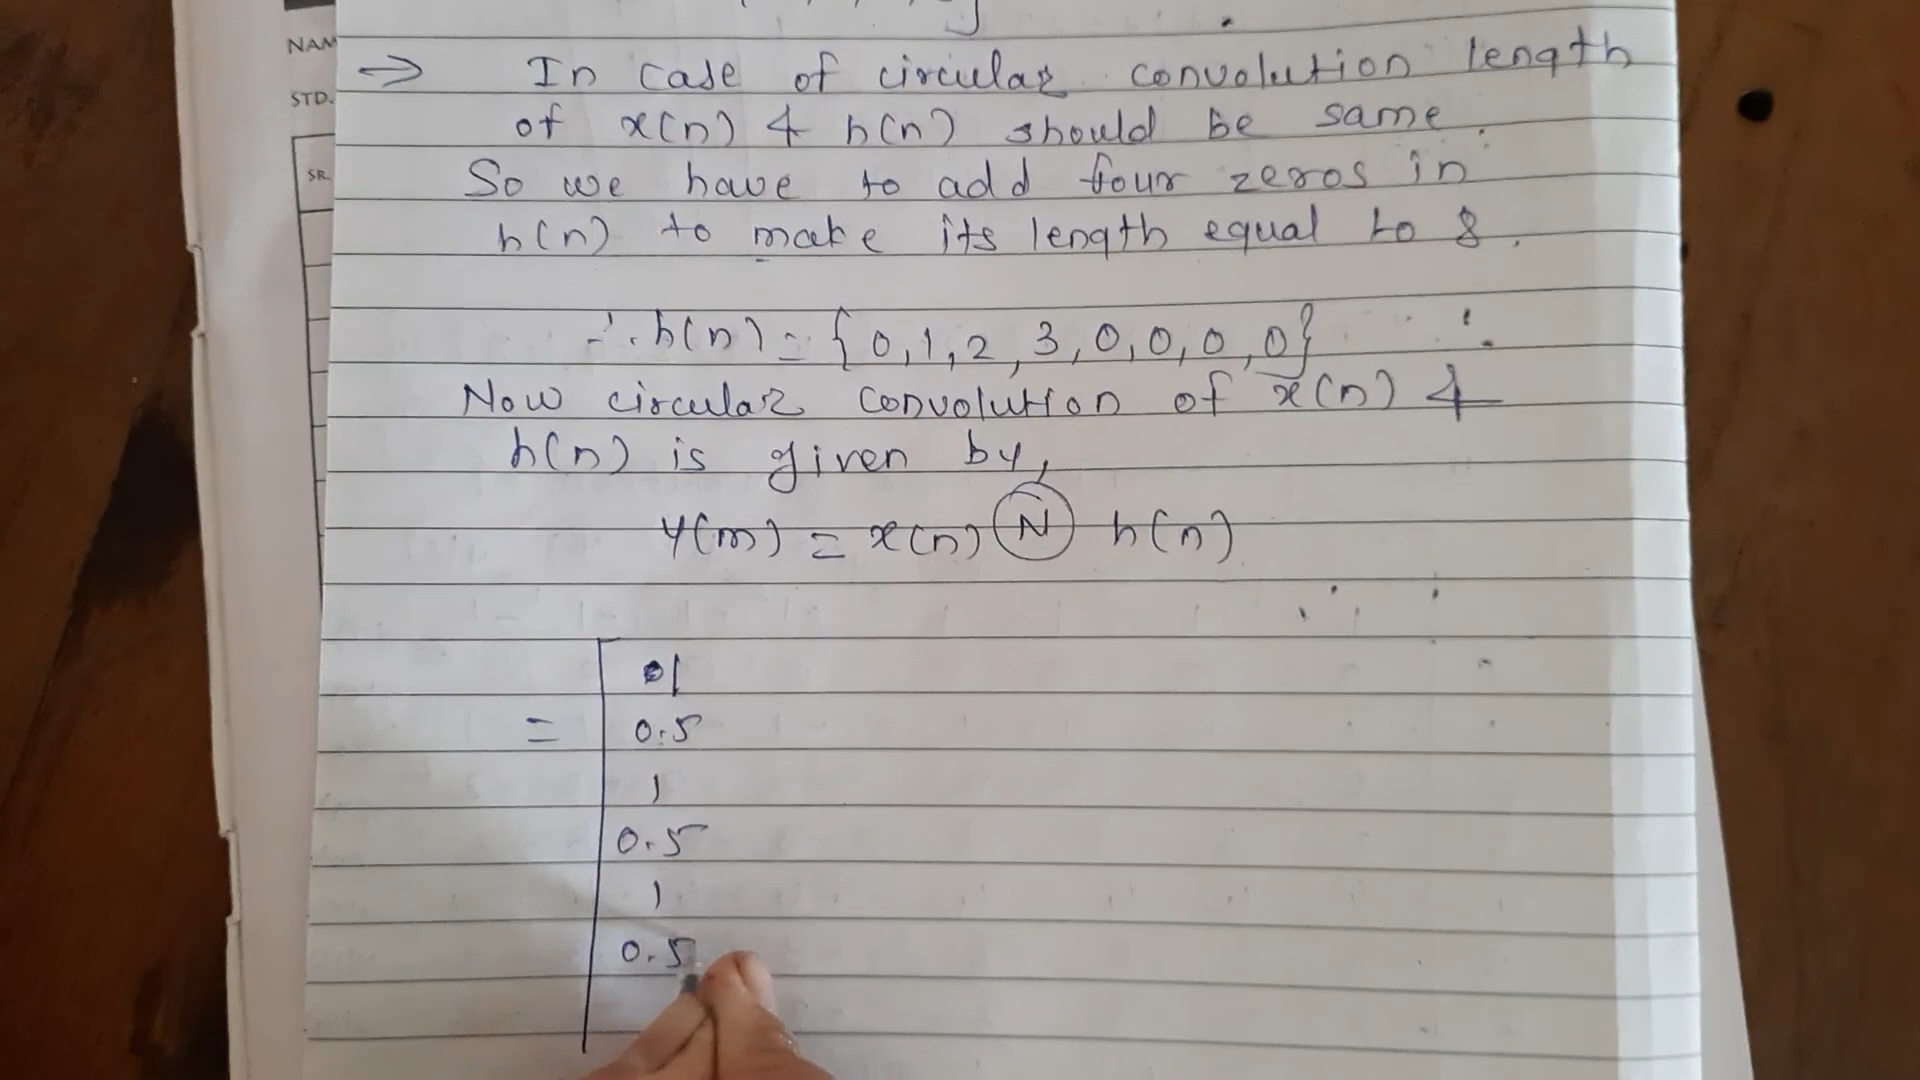 NAM
STD.
SR.
→ In case of circular convolution length
of x(n) & h(n) should be same.
So we have to add four zeros in
h(n) to make its length equal to 8.
∴ h(n) = {0,1,2,3,0,0,0,0}
Now circular convolution of x(n) &
h(n) is given by,
y(m) = x(n) Ⓝ h(n)
1
= 0.5
1
0.5
1
0.5